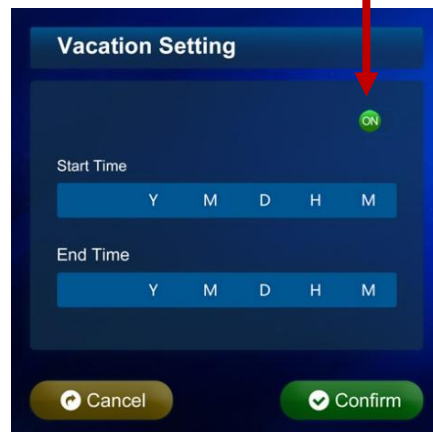 Vacation Setting
ON
Start Time
Y M D H M
End Time
Y M D H M
Cancel Confirm